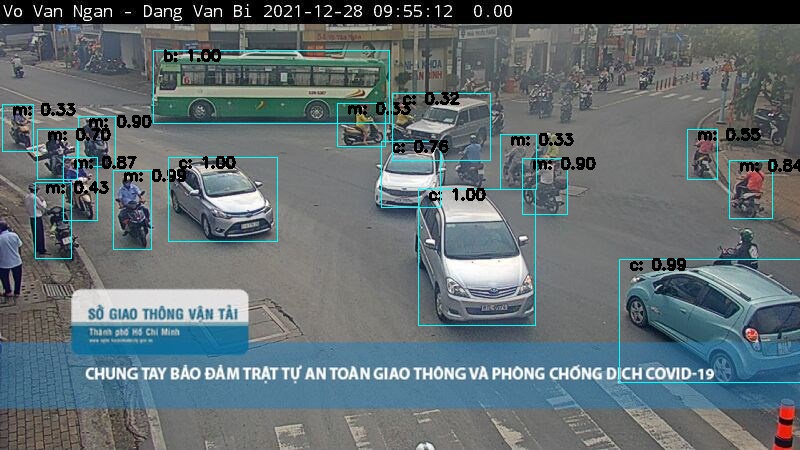 Vo Van Ngan - Dang Van Bi 2021-12-28 09:55:12 0.00
b: 1.00
m: 0.33
m: 0.90
m: 0.70
m: 0.53
c: 0.32
c: 0.76
m: 0.33
m: 0.90
m: 0.55
m: 0.84
m: 0.87
m: 0.99
m: 0.43
c: 1.00
c: 1.00
c: 0.99
SỞ GIAO THÔNG VẬN TẢI
Thành phố Hồ Chí Minh
CHUNG TAY BẢO ĐẢM TRẬT TỰ AN TOÀN GIAO THÔNG VÀ PHÒNG CHỐNG DỊCH COVID-19